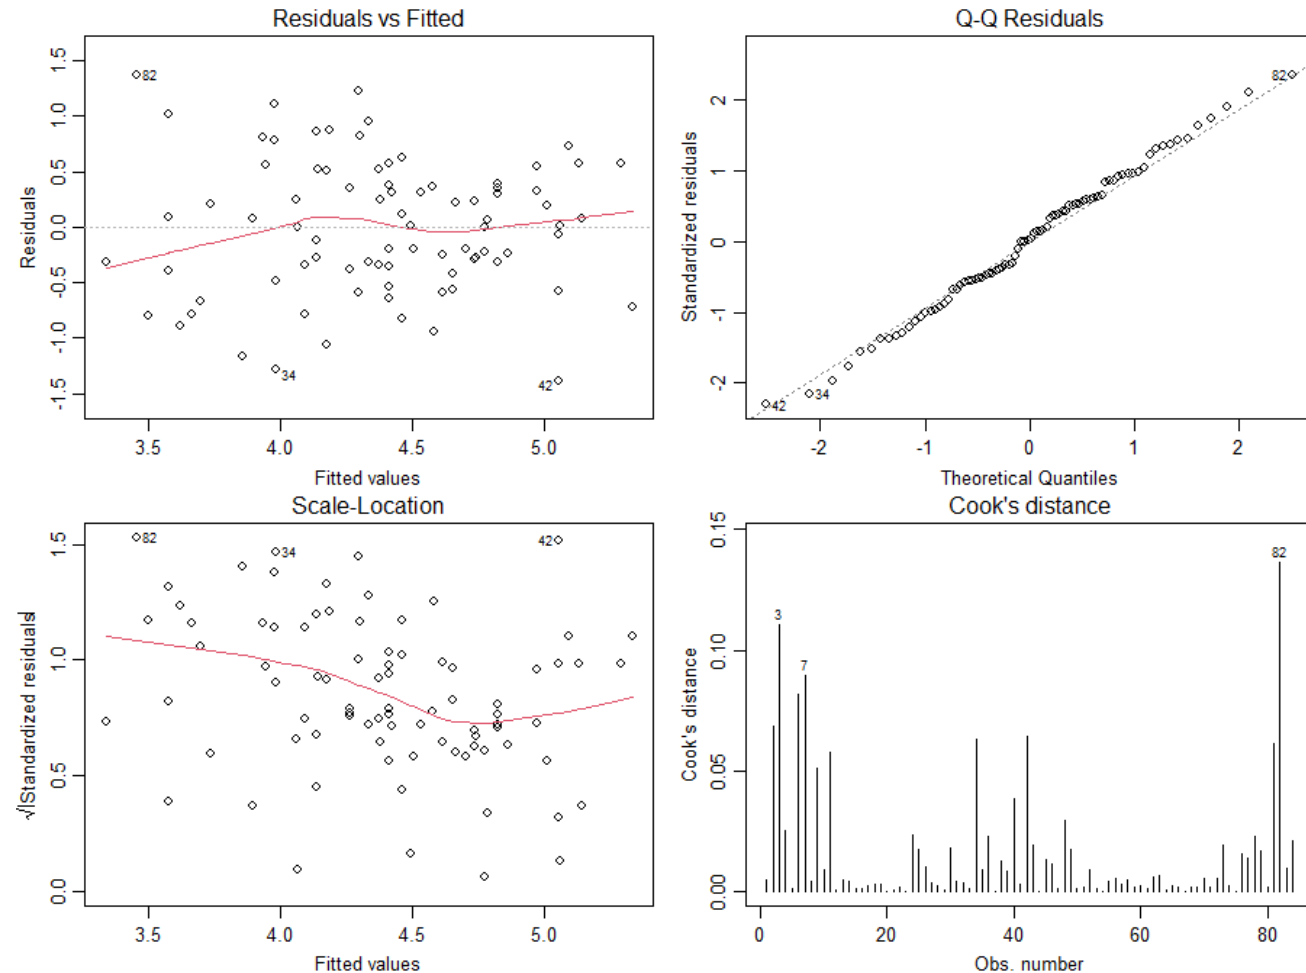 Residuals vs Fitted
Residuals
1.5
1.0
0.5
0.0
-0.5
-1.0
-1.5
82
34
42
3.5 4.0 4.5 5.0
Fitted values
Q-Q Residuals
Standardized residuals
2
1
0
-1
-2
82
42
34
-2 -1 0 1 2
Theoretical Quantiles
Scale-Location
√|Standardized residuals|
1.5
1.0
0.5
0.0
82
34
42
3.5 4.0 4.5 5.0
Fitted values
Cook's distance
Cook's distance
0.15
0.10
0.05
0.00
3
7
82
0 20 40 60 80
Obs. number